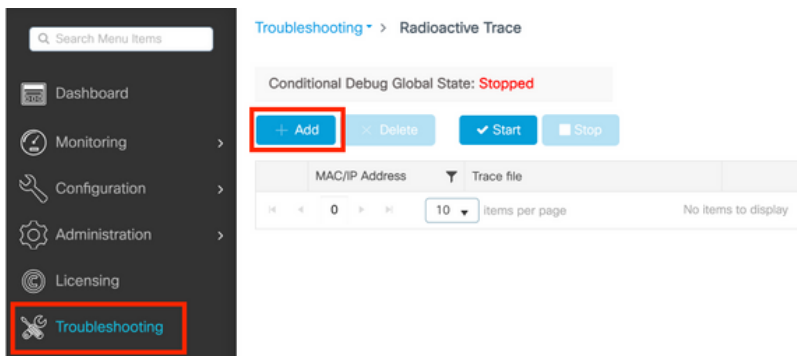 Search Menu Items
Dashboard
Monitoring
Configuration
Administration
Licensing
Troubleshooting
Troubleshooting > Radioactive Trace
Conditional Debug Global State: Stopped
+ Add
× Delete
✔ Start
Stop
MAC/IP Address
Trace file
0
10
items per page
No items to display